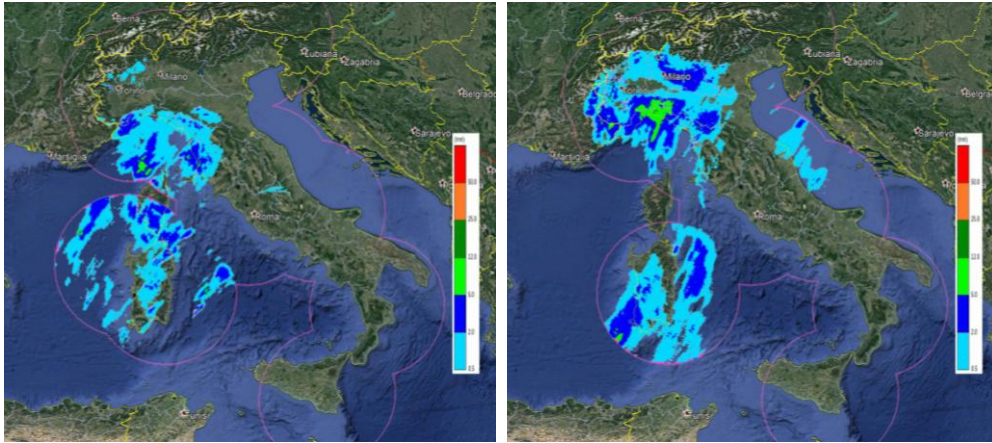 Berna
Lubiana
Zagabria
Milano
Torino
Belgrado
Sarajevo
Marsiglia
Roma
(mm)
50.0
25.0
12.0
5.0
2.0
0.5
Berna
Lubiana
Zagabria
Milano
Belgrado
Sarajevo
Marsiglia
Roma
(mm)
50.0
25.0
12.0
5.0
2.0
0.5